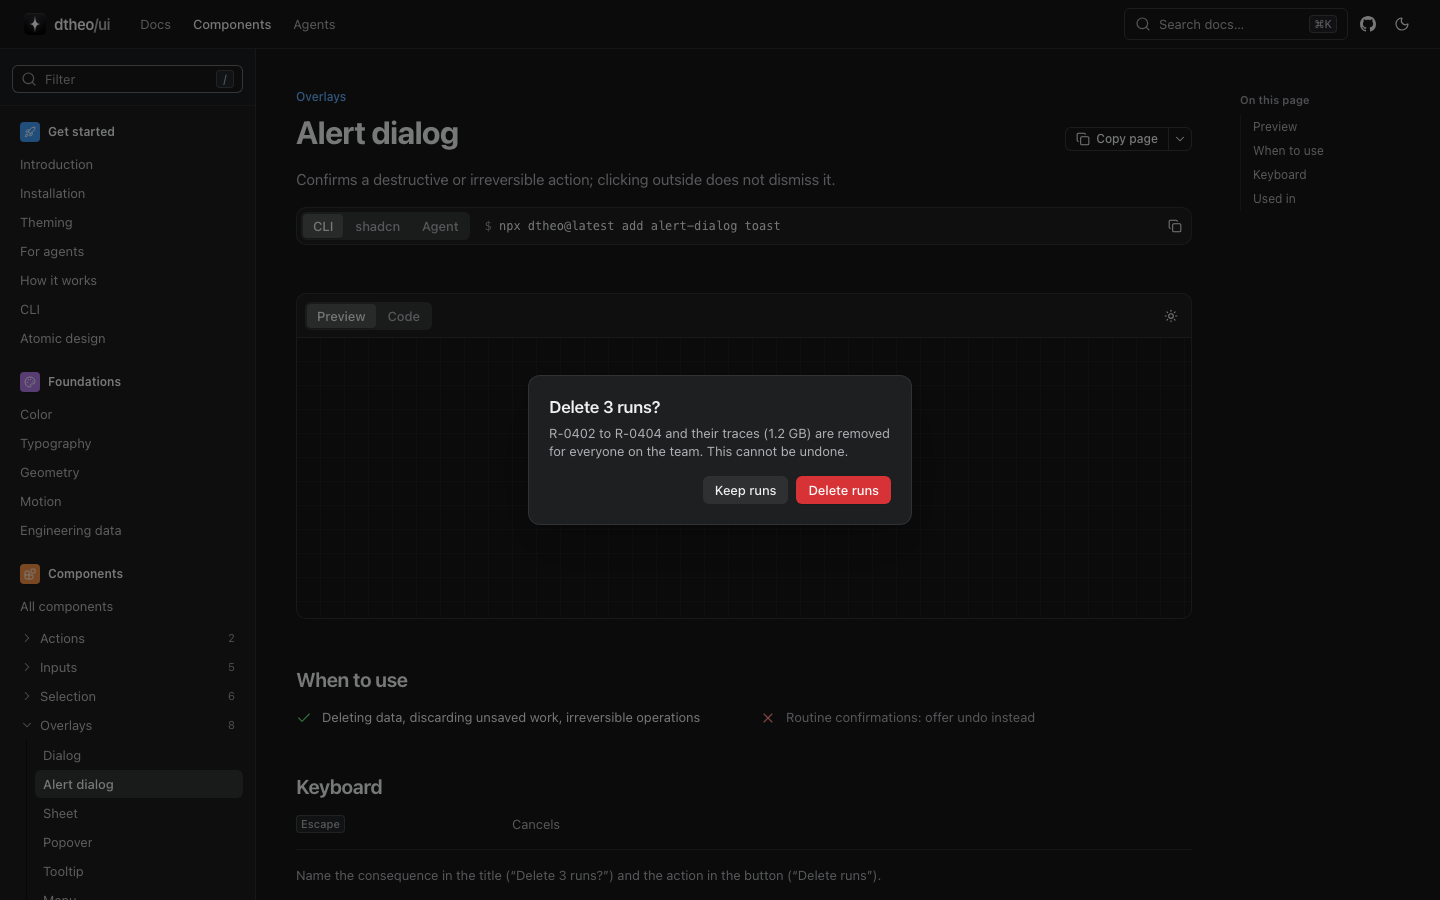 dtheo/ui
Docs
Components
Agents
Search docs...
⌘K
Filter
/
Get started
Introduction
Installation
Theming
For agents
How it works
CLI
Atomic design
Foundations
Color
Typography
Geometry
Motion
Engineering data
Components
All components
Actions 2
Inputs 5
Selection 6
Overlays 8
Dialog
Alert dialog
Sheet
Popover
Tooltip
Menu
Overlays
Alert dialog
Copy page
Confirms a destructive or irreversible action; clicking outside does not dismiss it.
CLI shadcn Agent $ npx dtheo@latest add alert-dialog toast
Preview Code
Delete 3 runs?
R-0402 to R-0404 and their traces (1.2 GB) are removed
for everyone on the team. This cannot be undone.
Keep runs Delete runs
When to use
Deleting data, discarding unsaved work, irreversible operations
Routine confirmations: offer undo instead
Keyboard
Escape Cancels
Name the consequence in the title (“Delete 3 runs?”) and the action in the button (“Delete runs”).
On this page
Preview
When to use
Keyboard
Used in